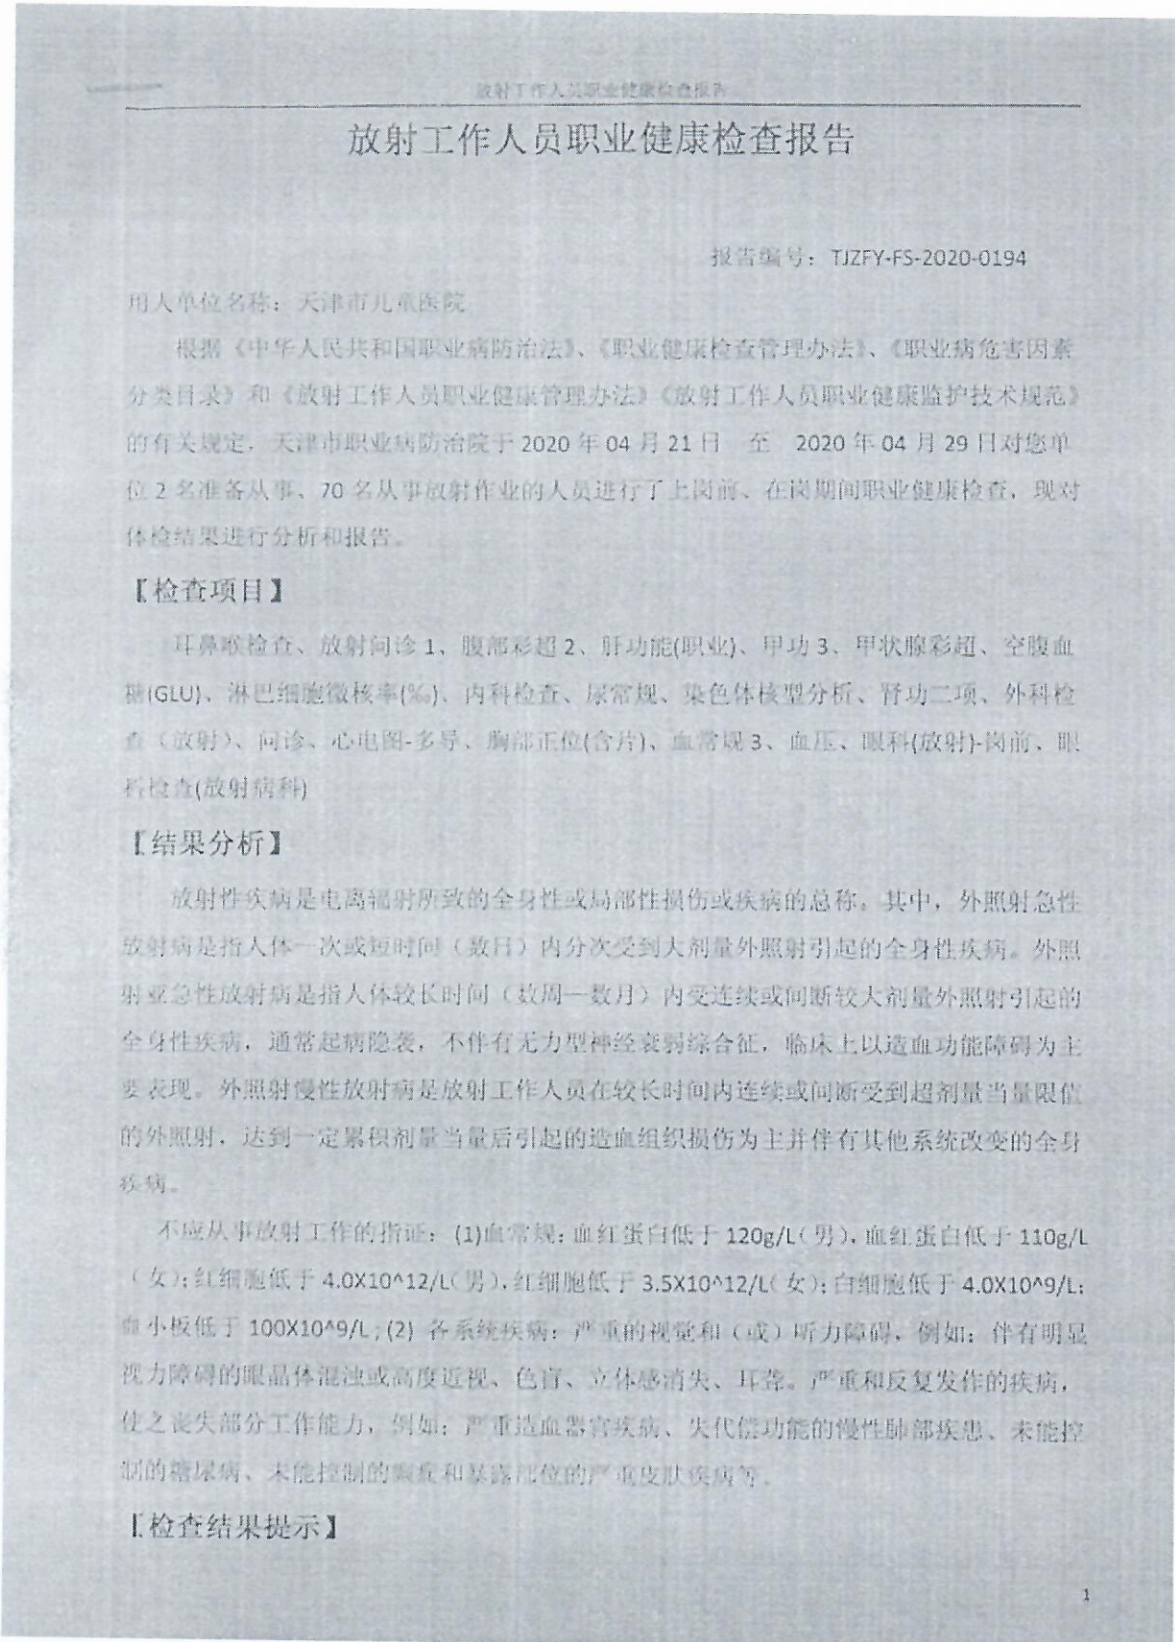 放射工作人员职业健康检查报告
放射工作人员职业健康检查报告
报告编号：TJZFY-FS-2020-0194
用人单位名称：天津市儿童医院
根据《中华人民共和国职业病防治法》、《职业健康检查管理办法》、《职业病危害因素
分类目录》和《放射工作人员职业健康管理办法》《放射工作人员职业健康监护技术规范》
的有关规定，天津市职业病防治院于 2020 年 04 月 21 日 至 2020 年 04 月 29 日对您单
位 2 名准备从事、70 名从事放射作业的人员进行了上岗前、在岗期间职业健康检查，现对
体检结果进行分析和报告。
【检查项目】
耳鼻喉检查、放射问诊 1、腹部彩超 2、肝功能(职业)、甲功 3、甲状腺彩超、空腹血
糖(GLU)、淋巴细胞微核率(‰)、内科检查、尿常规、染色体核型分析、肾功二项、外科检
查（放射）、问诊、心电图-多导、胸部正位(含片)、血常规 3、血压、眼科(放射)-岗前、眼
科检查(放射病科)
【结果分析】
放射性疾病是电离辐射所致的全身性或局部性损伤或疾病的总称。其中，外照射急性
放射病是指人体一次或短时间（数日）内分次受到大剂量外照射引起的全身性疾病。外照
射亚急性放射病是指人体较长时间（数周一数月）内受连续或间断较大剂量外照射引起的
全身性疾病，通常起病隐袭，不伴有无力型神经衰弱综合征，临床上以造血功能障碍为主
要表现。外照射慢性放射病是放射工作人员在较长时间内连续或间断受到超剂量当量限值
的外照射，达到一定累积剂量当量后引起的造血组织损伤为主并伴有其他系统改变的全身
疾病。
不应从事放射工作的指证：(1)血常规：血红蛋白低于 120g/L（男），血红蛋白低于 110g/L
（女）；红细胞低于 4.0X10^12/L（男），红细胞低于 3.5X10^12/L（女）；白细胞低于 4.0X10^9/L；
血小板低于 100X10^9/L；(2) 各系统疾病：严重的视觉和（或）听力障碍，例如：伴有明显
视力障碍的眼晶体混浊或高度近视、色盲、立体感消失、耳聋。严重和反复发作的疾病，
使之丧失部分工作能力，例如：严重造血器官疾病、失代偿功能的慢性肺部疾患、未能控
制的糖尿病、未能控制的癫痫和暴露部位的严重皮肤疾病等。
【检查结果提示】
1